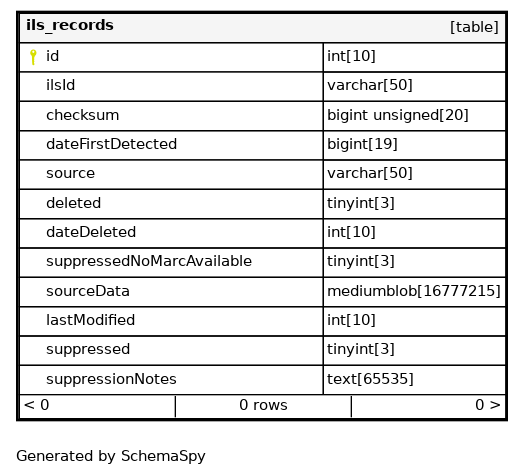 ils_records [table]
id int[10]
ilsId varchar[50]
checksum bigint unsigned[20]
dateFirstDetected bigint[19]
source varchar[50]
deleted tinyint[3]
dateDeleted int[10]
suppressedNoMarcAvailable tinyint[3]
sourceData mediumblob[16777215]
lastModified int[10]
suppressed tinyint[3]
suppressionNotes text[65535]
< 0 0 rows 0 >
Generated by SchemaSpy